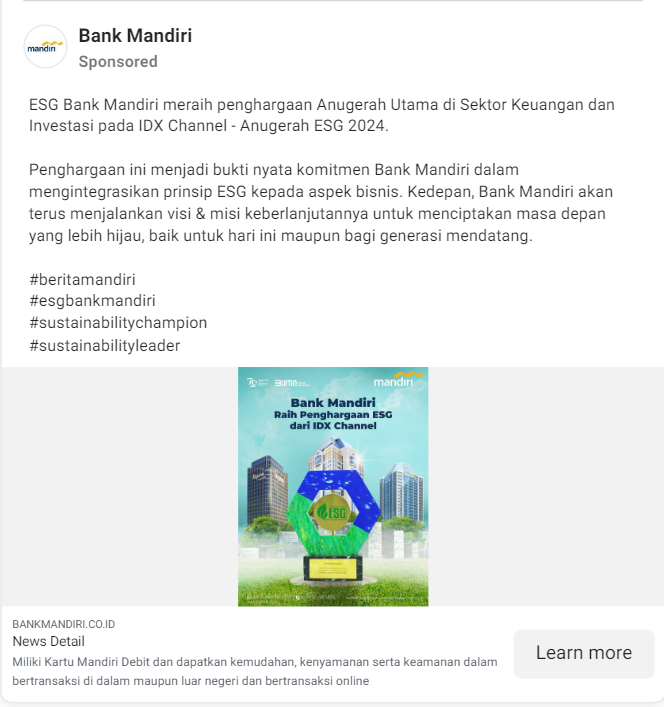 mandiri
Bank Mandiri
Sponsored
ESG Bank Mandiri meraih penghargaan Anugerah Utama di Sektor Keuangan dan
Investasi pada IDX Channel - Anugerah ESG 2024.
Penghargaan ini menjadi bukti nyata komitmen Bank Mandiri dalam
mengintegrasikan prinsip ESG kepada aspek bisnis. Kedepan, Bank Mandiri akan
terus menjalankan visi & misi keberlanjutannya untuk menciptakan masa depan
yang lebih hijau, baik untuk hari ini maupun bagi generasi mendatang.
#beritamandiri
#esgbankmandiri
#sustainabilitychampion
#sustainabilityleader
BUMN
mandiri
Bank Mandiri
Raih Penghargaan ESG
dari IDX Channel
ESG
BANKMANDIRI.CO.ID
News Detail
Miliki Kartu Mandiri Debit dan dapatkan kemudahan, kenyamanan serta keamanan dalam
bertransaksi di dalam maupun luar negeri dan bertransaksi online
Learn more